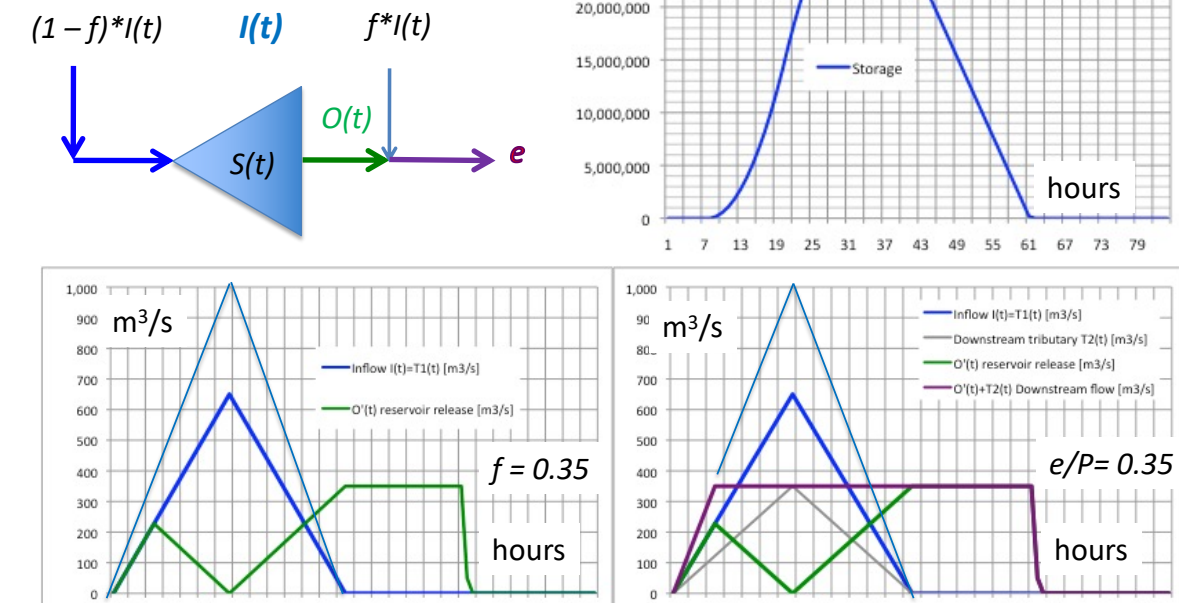 (1 – f)*I(t)
I(t)
f*I(t)
O(t)
S(t)
e
20,000,000
15,000,000
10,000,000
5,000,000
0
Storage
hours
1 7 13 19 25 31 37 43 49 55 61 67 73 79
1,000
900
800
700
600
500
400
300
200
100
0
m³/s
Inflow I(t)=T1(t) [m3/s]
O'(t) reservoir release [m3/s]
f = 0.35
hours
1,000
90
80
700
600
500
400
300
200
100
0
m³/s
Inflow I(t)=T1(t) [m3/s]
Downstream tributary T2(t) [m3/s]
O'(t) reservoir release [m3/s]
O'(t)+T2(t) Downstream flow [m3/s]
e/P= 0.35
hours